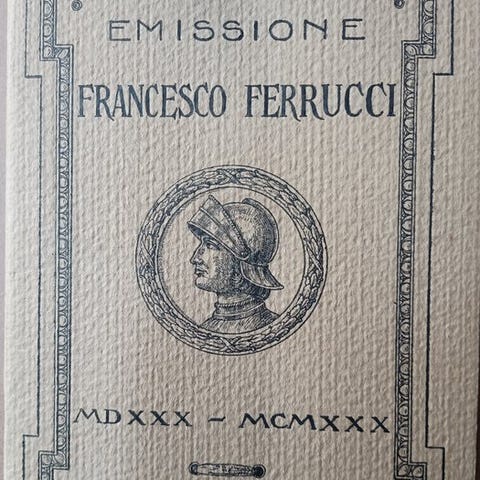 EMISSIONE
FRANCESCO FERRUCCI
MDXXX - MCMXXX